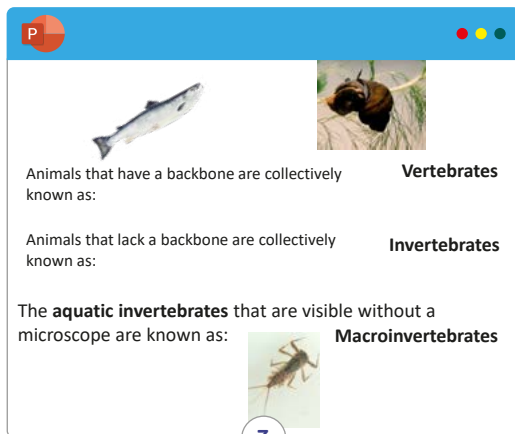 P
Animals that have a backbone are collectively
known as:
Vertebrates
Animals that lack a backbone are collectively
known as:
Invertebrates
The aquatic invertebrates that are visible without a
microscope are known as:
Macroinvertebrates